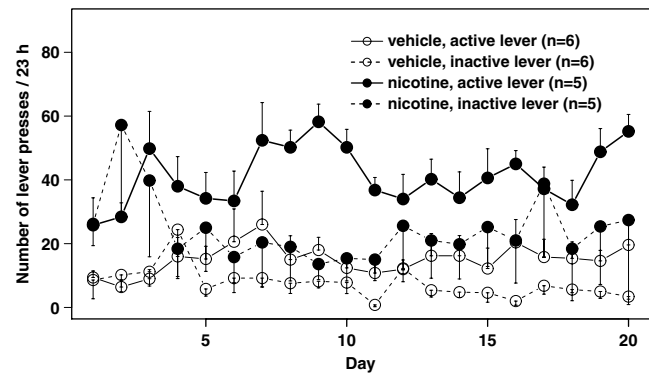 Number of lever presses / 23 h
80
60
40
20
0
vehicle, active lever (n=6)
vehicle, inactive lever (n=6)
nicotine, active lever (n=5)
nicotine, inactive lever (n=5)
5 10 15 20
Day